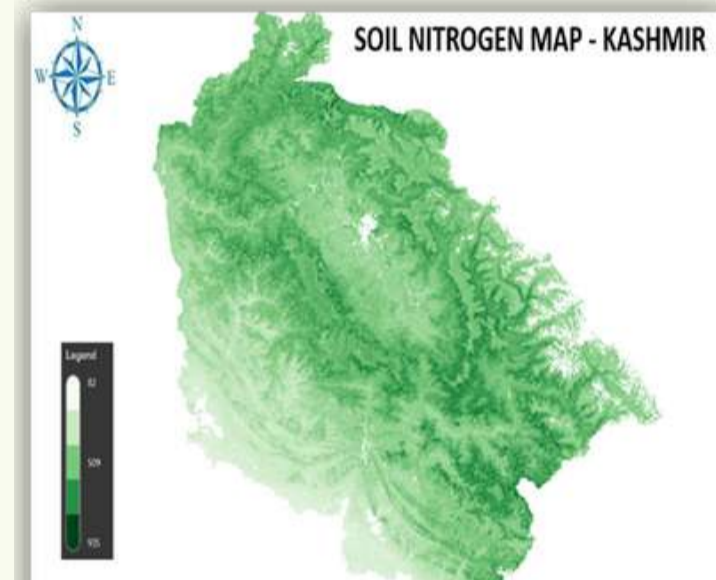 SOIL NITROGEN MAP - KASHMIR
N
W E
S
Legend
82
509
935